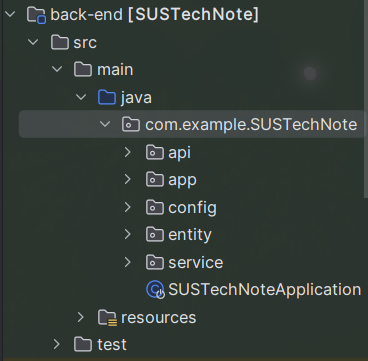 back-end [SUSTechNote]
src
main
java
com.example.SUSTechNote
api
app
config
entity
service
SUSTechNoteApplication
resources
test